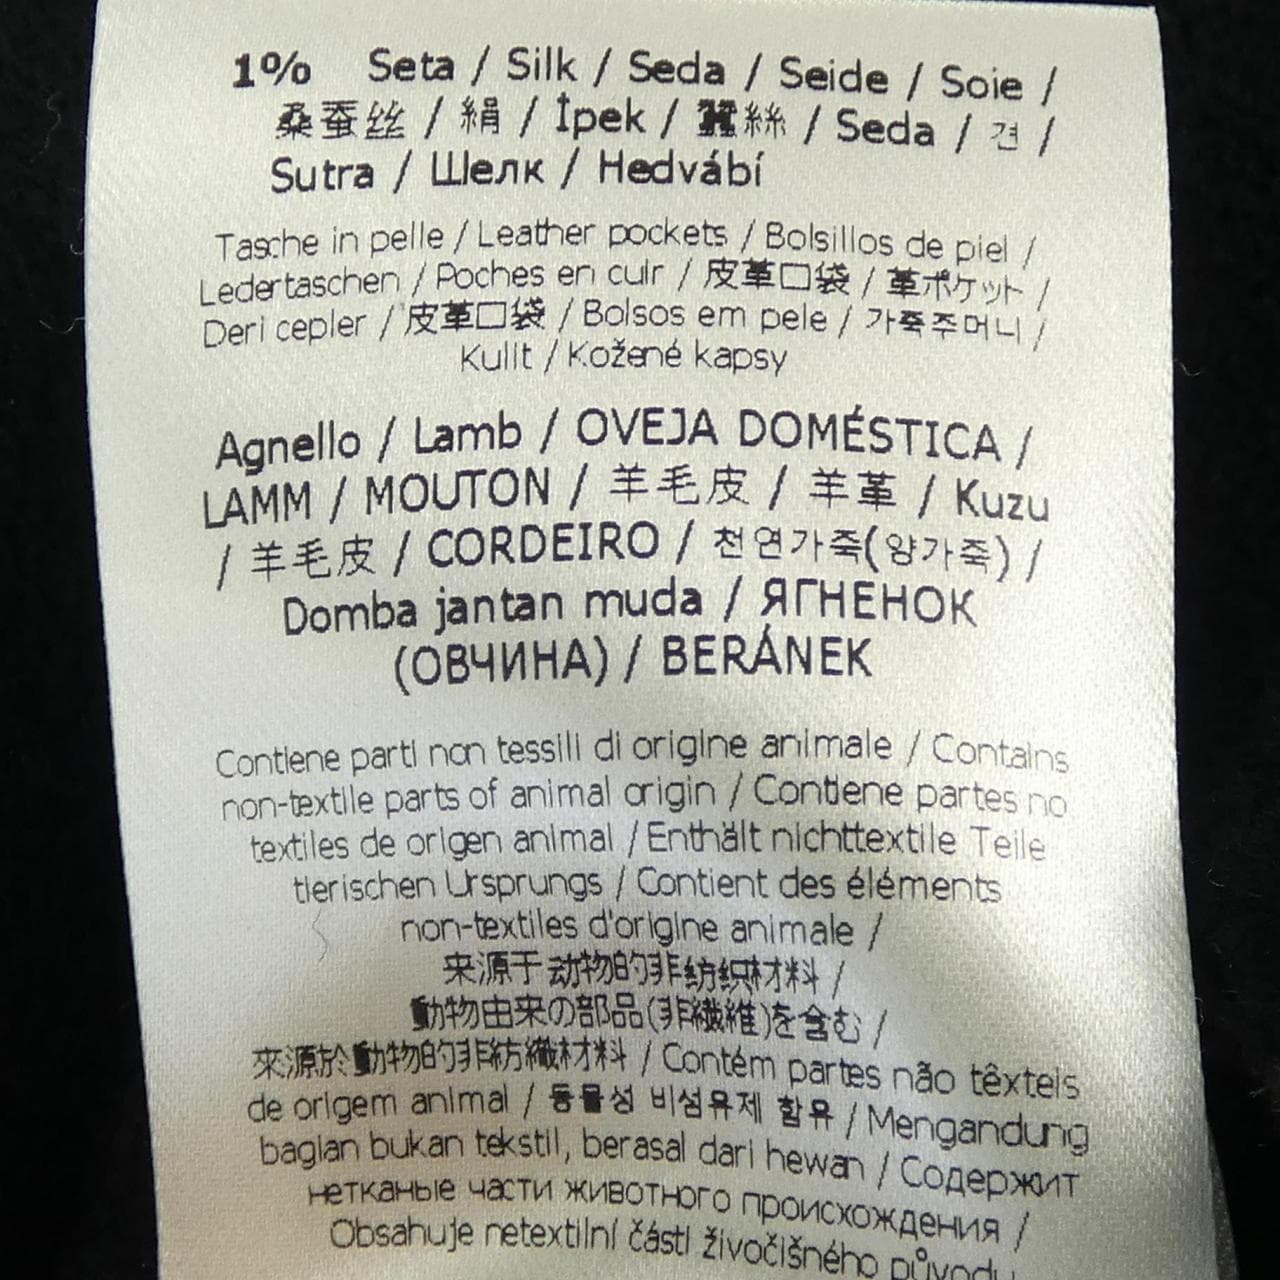 1% Seta / Silk / Seda / Seide / Soie /
桑蚕丝 / 絹 / İpek / 蠶絲 / Seda / 견 /
Sutra / Шелк / Hedvábí
Tasche in pelle / Leather pockets / Bolsillos de piel /
Ledertaschen / Poches en cuir / 皮革口袋 / 革ポケット /
Deri cepler / 皮革口袋 / Bolsos em pele / 가죽주머니 /
Kulit / Kožené kapsy
Agnello / Lamb / OVEJA DOMÉSTICA /
LAMM / MOUTON / 羊毛皮 / 羊革 / Kuzu
/ 羊毛皮 / CORDEIRO / 천연가죽(양가죽) /
Domba jantan muda / ЯГНЕНОК
(ОВЧИНА) / BERÁNEK
Contiene parti non tessili di origine animale / Contains
non-textile parts of animal origin / Contiene partes no
textiles de origen animal / Enthält nichttextile Teile
tierischen Ursprungs / Contient des éléments
non-textiles d'origine animale /
来源于动物的非纺织材料 /
動物由来の部品(非繊維)を含む /
來源於動物的非紡織材料 / Contém partes não têxteis
de origem animal / 동물성 비섬유제 함유 / Mengandung
bagian bukan tekstil, berasal dari hewan / Содержит
нетканые части животного происхождения /
Obsahuje netextilní části živočišného původu